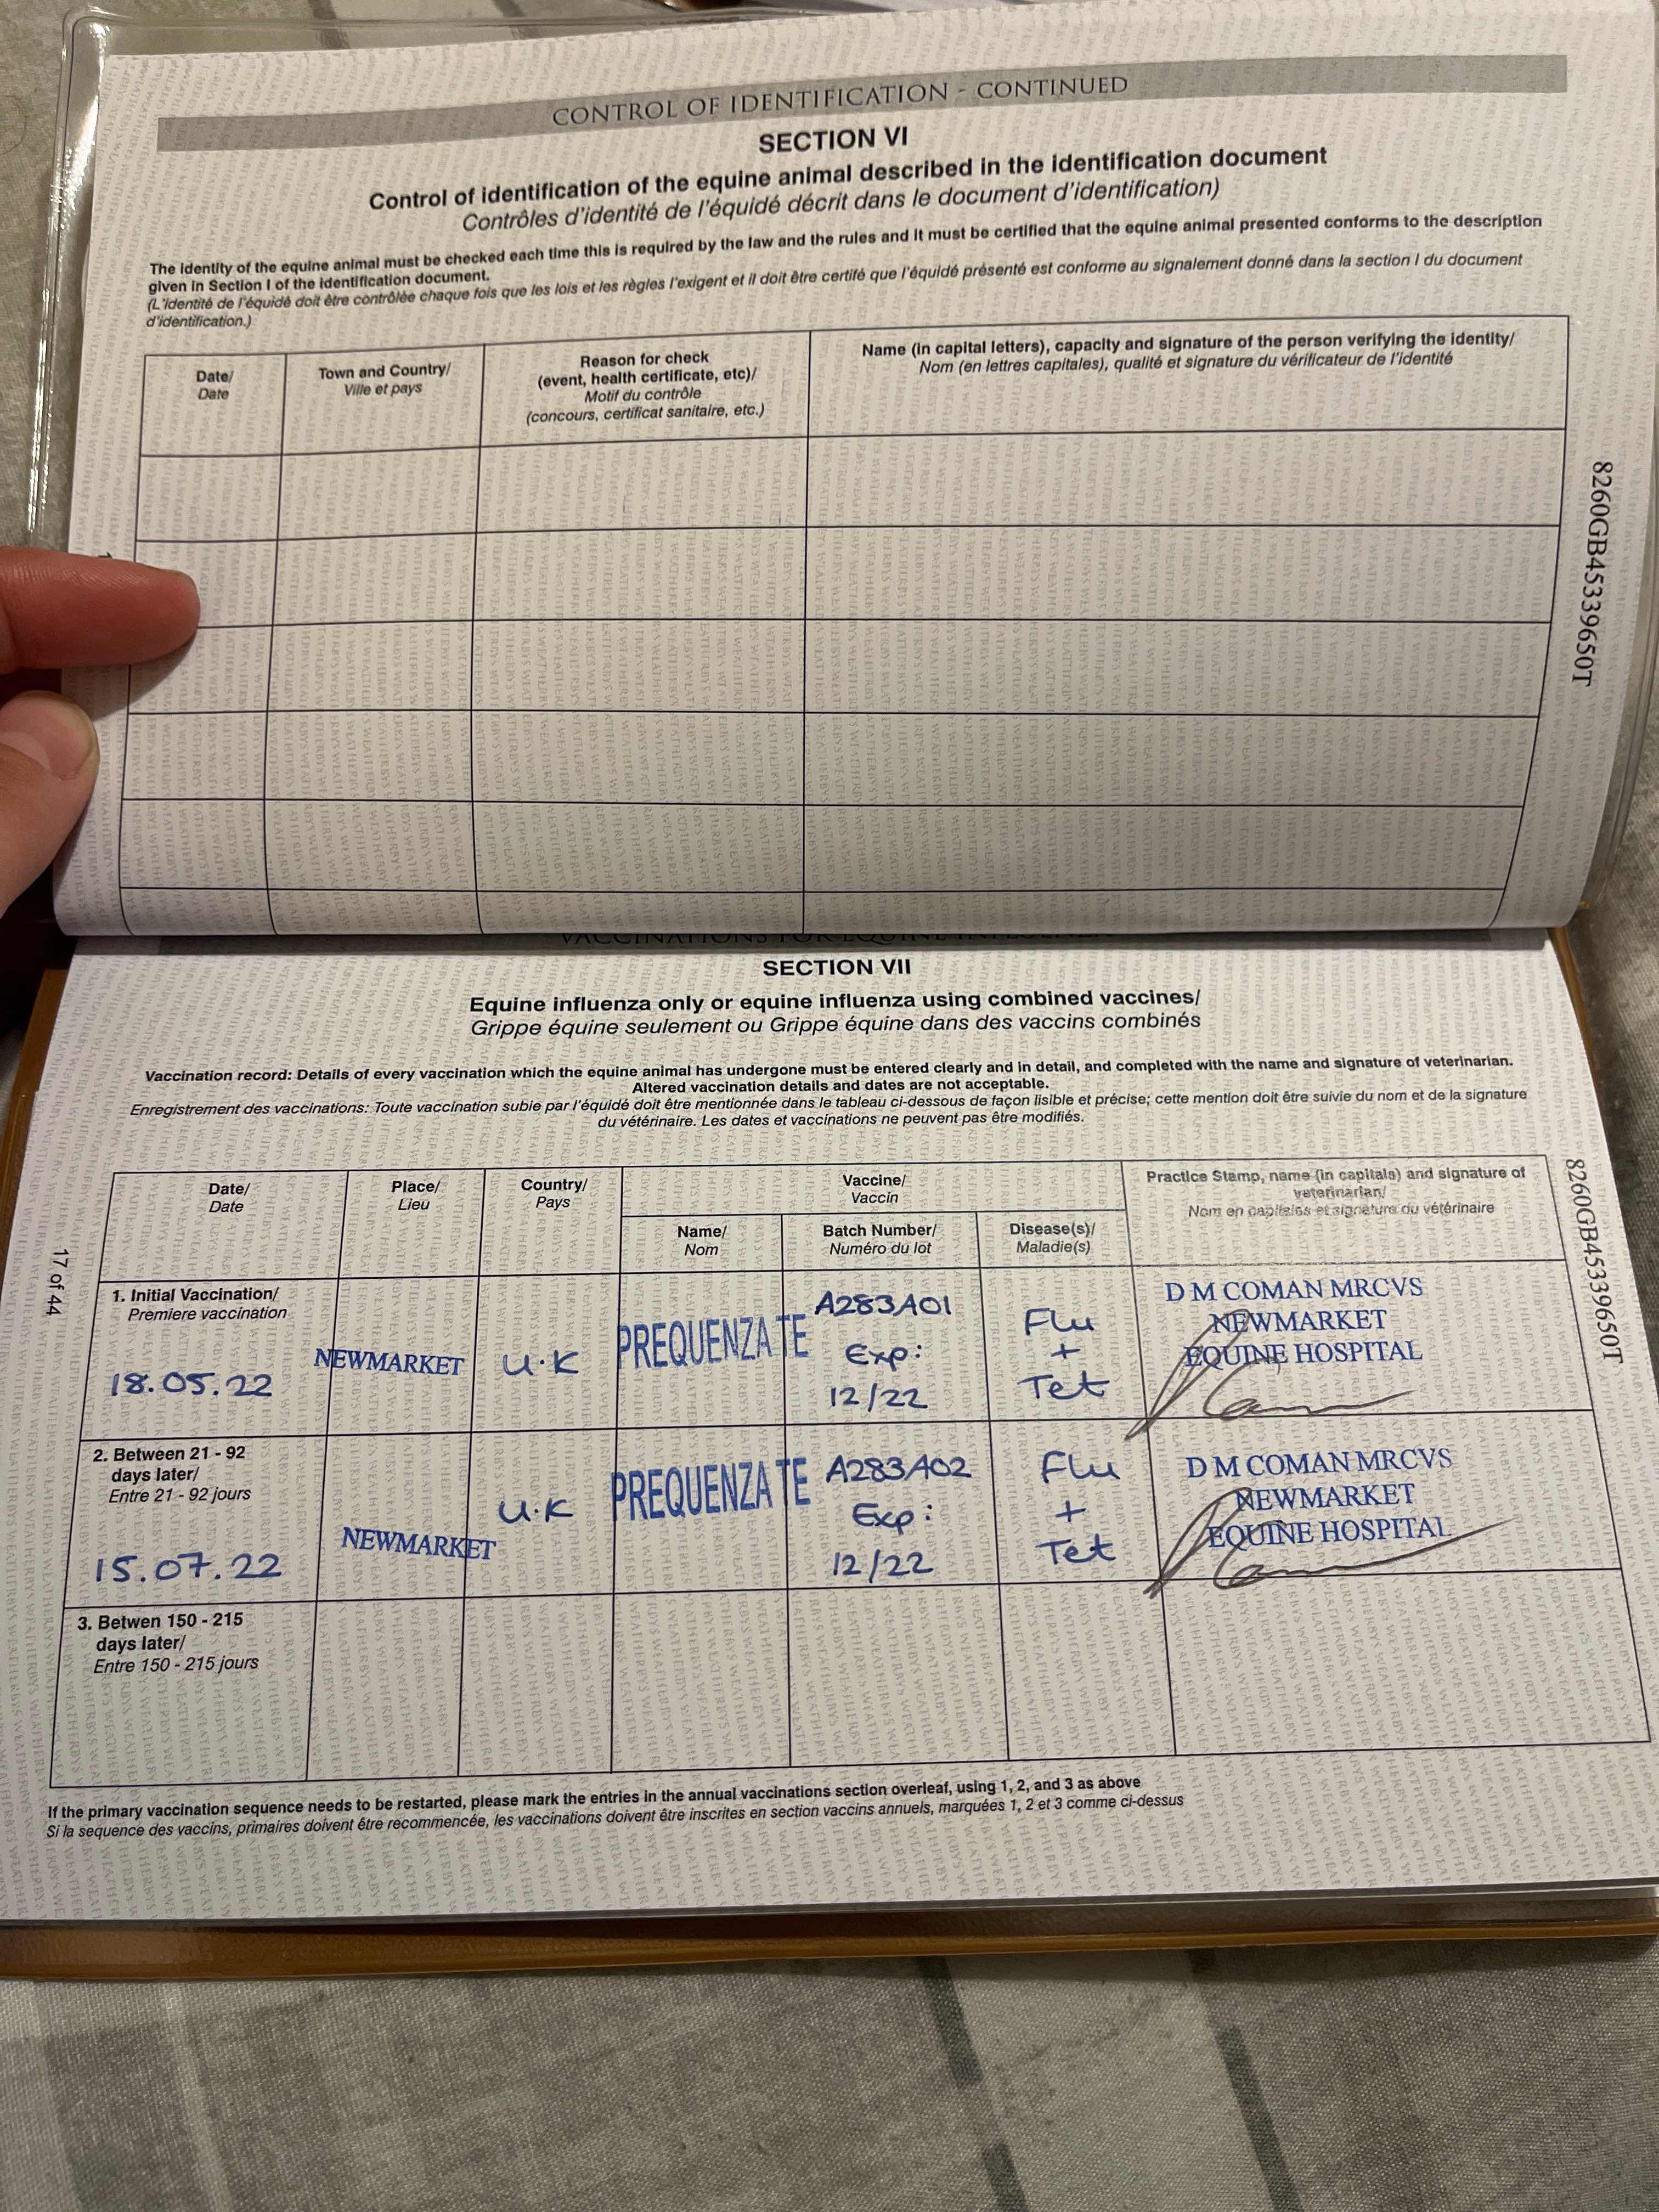 CONTROL OF IDENTIFICATION - CONTINUED
SECTION VI
Control of identification of the equine animal described in the identification document
Contrôles d'identité de l'équidé décrit dans le document d'identification)
The identity of the equine animal must be checked each time this is required by the law and the rules and it must be certified that the equine animal presented conforms to the description
given in Section I of the identification document.
(L'identité de l'équidé doit être contrôlée chaque fois que les lois et les règles l'exigent et il doit être certifé que l'équidé présenté est conforme au signalement donné dans la section I du document
d'identification.)
Date/
Date
Town and Country/
Ville et pays
Reason for check
(event, health certificate, etc)/
Motif du contrôle
(concours, certificat sanitaire, etc.)
Name (in capital letters), capacity and signature of the person verifying the identity/
Nom (en lettres capitales), qualité et signature du vérificateur de l'identité
8260GB45339650T
VACCINATIONS FOR EQUINE
SECTION VII
Equine influenza only or equine influenza using combined vaccines/
Grippe équine seulement ou Grippe équine dans des vaccins combinés
Vaccination record: Details of every vaccination which the equine animal has undergone must be entered clearly and in detail, and completed with the name and signature of veterinarian.
Altered vaccination details and dates are not acceptable.
Enregistrement des vaccinations: Toute vaccination subie par l'équidé doit être mentionnée dans le tableau ci-dessous de façon lisible et précise; cette mention doit être suivie du nom et de la signature
du vétérinaire. Les dates et vaccinations ne peuvent pas être modifiés.
Date/
Date
Place/
Lieu
Country/
Pays
Vaccine/
Vaccin
Name/
Nom
Batch Number/
Numéro du lot
Disease(s)/
Maladie(s)
Practice Stamp, name (in capitals) and signature of
veterinarian/
Nom en capitales et signature du vétérinaire
1. Initial Vaccination/
Premiere vaccination
18.05.22
NEWMARKET
U.K
PREQUENZA TE
A283A01
Exp:
12/22
Flu
+
Tet
D M COMAN MRCVS
NEWMARKET
EQUINE HOSPITAL
2. Between 21 - 92
days later/
Entre 21 - 92 jours
15.07.22
NEWMARKET
U.K
PREQUENZA TE
A283A02
Exp:
12/22
Flu
+
Tet
D M COMAN MRCVS
NEWMARKET
EQUINE HOSPITAL
3. Betwen 150 - 215
days later/
Entre 150 - 215 jours
If the primary vaccination sequence needs to be restarted, please mark the entries in the annual vaccinations section overleaf, using 1, 2, and 3 as above
Si la sequence des vaccins, primaires doivent être recommencée, les vaccinations doivent être inscrites en section vaccins annuels, marquées 1, 2 et 3 comme ci-dessus
17 of 44
8260GB45339650T